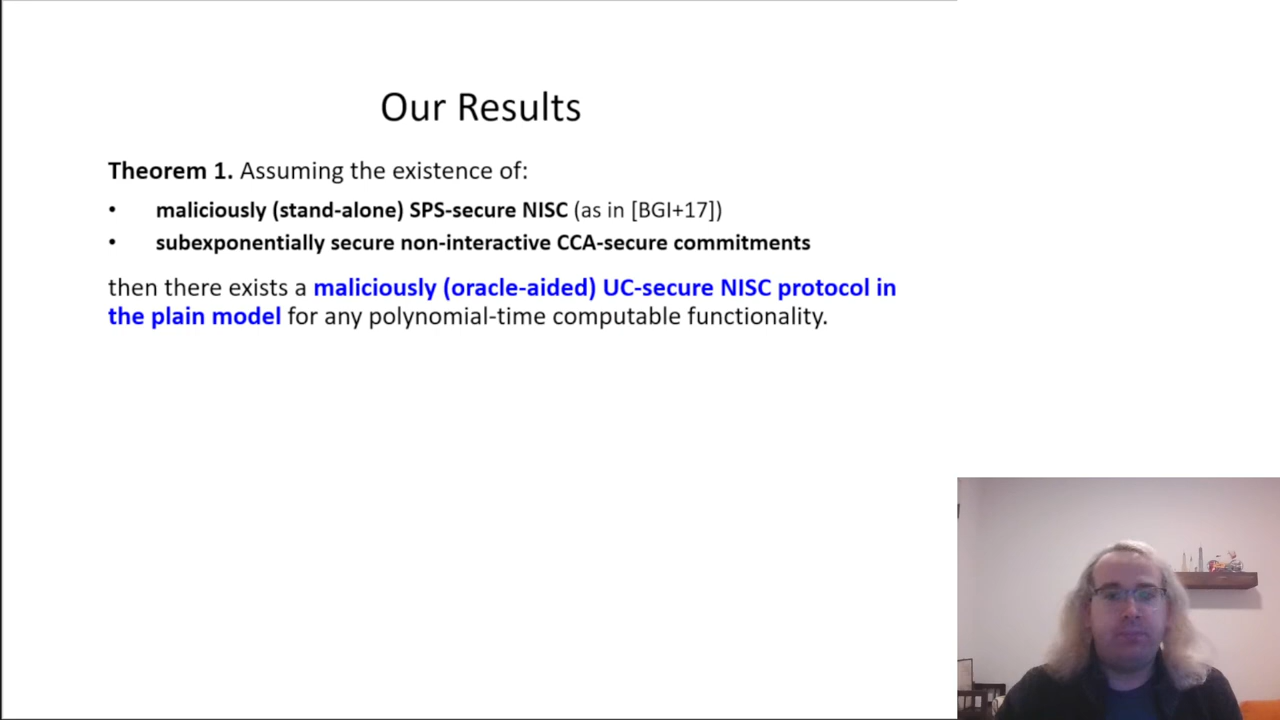 Our Results
Theorem 1. Assuming the existence of:
• maliciously (stand-alone) SPS-secure NISC (as in [BGI+17])
• subexponentially secure non-interactive CCA-secure commitments
then there exists a maliciously (oracle-aided) UC-secure NISC protocol in
the plain model for any polynomial-time computable functionality.